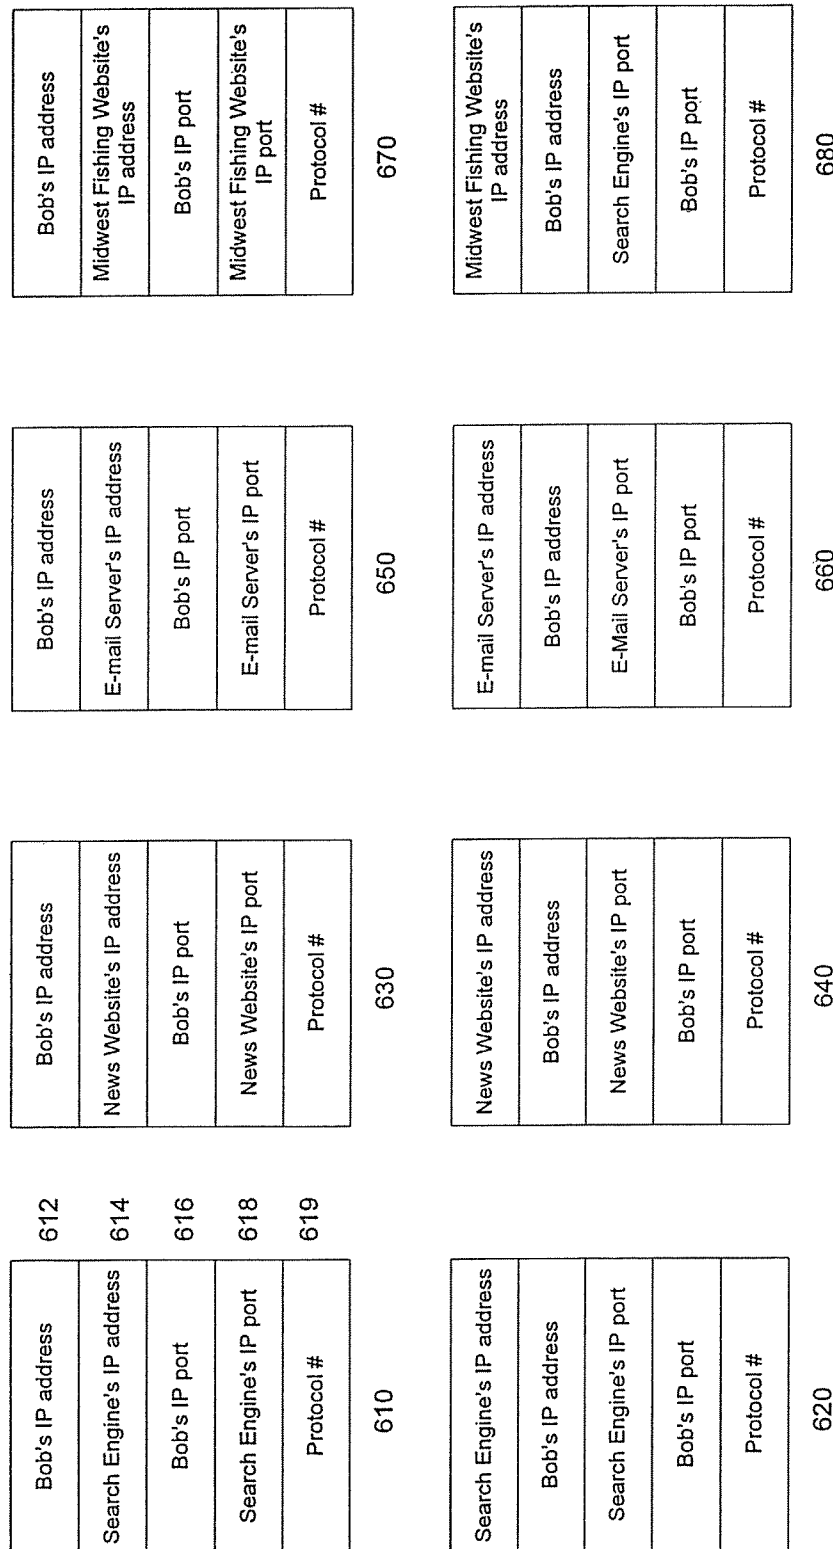 Bob's IP address
Search Engine's IP address
Bob's IP port
Search Engine's IP port
Protocol #
612
614
616
618
619
610
Bob's IP address
News Website's IP address
Bob's IP port
News Website's IP port
Protocol #
630
Bob's IP address
E-mail Server's IP address
Bob's IP port
E-mail Server's IP port
Protocol #
650
Bob's IP address
Midwest Fishing Website's
IP address
Bob's IP port
Midwest Fishing Website's
IP port
Protocol #
670
Search Engine's IP address
Bob's IP address
Search Engine's IP port
Bob's IP port
Protocol #
620
News Website's IP address
Bob's IP address
News Website's IP port
Bob's IP port
Protocol #
640
E-mail Server's IP address
Bob's IP address
E-Mail Server's IP port
Bob's IP port
Protocol #
660
Midwest Fishing Website's
IP address
Bob's IP address
Search Engine's IP port
Bob's IP port
Protocol #
680